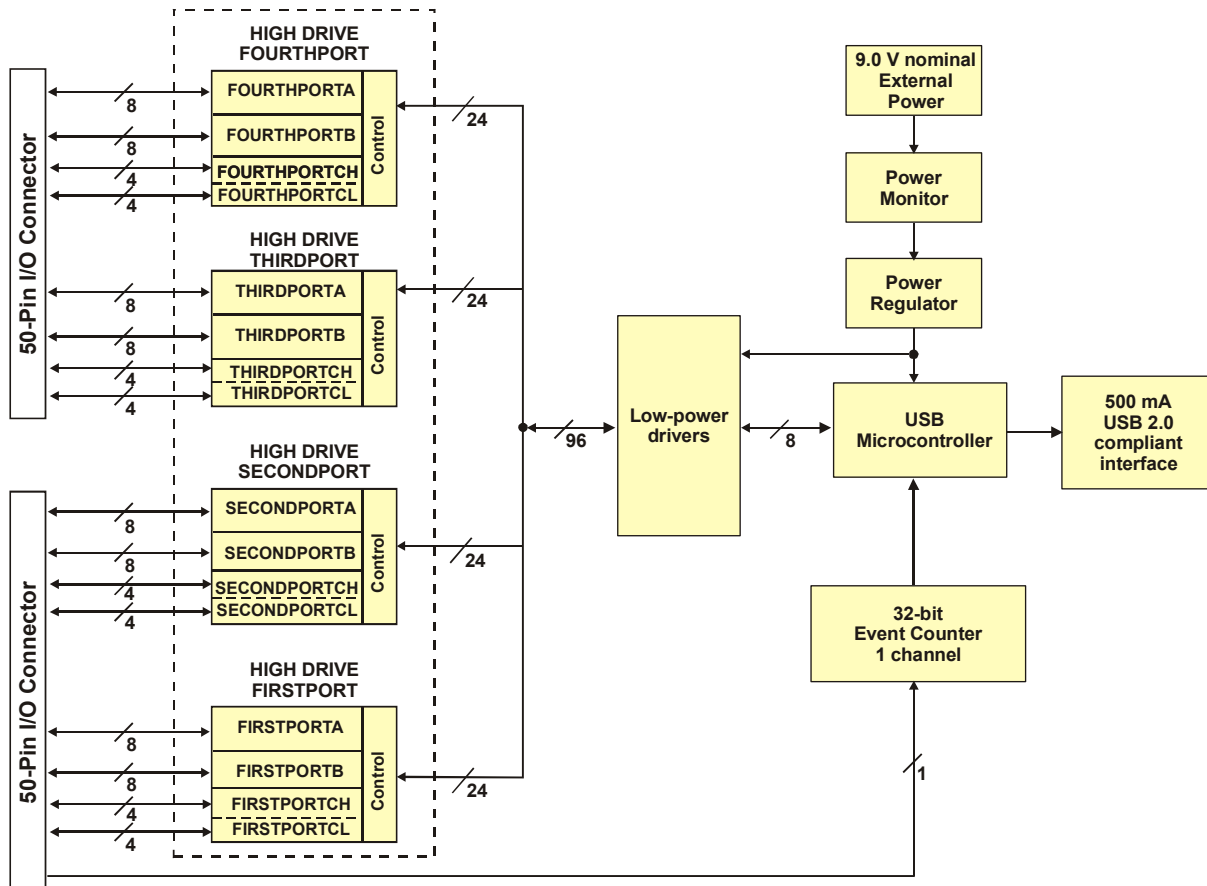 HIGH DRIVE
FOURTHPORT
50-Pin I/O Connector
8
8
4
4
FOURTHPORTA
FOURTHPORTB
FOURTHPORTCH
FOURTHPORTCL
Control
24
HIGH DRIVE
THIRDPORT
8
8
4
4
THIRDPORTA
THIRDPORTB
THIRDPORTCH
THIRDPORTCL
Control
24
HIGH DRIVE
SECONDPORT
50-Pin I/O Connector
8
8
4
4
SECONDPORTA
SECONDPORTB
SECONDPORTCH
SECONDPORTCL
Control
24
HIGH DRIVE
FIRSTPORT
8
8
4
4
FIRSTPORTA
FIRSTPORTB
FIRSTPORTCH
FIRSTPORTCL
Control
24
96
Low-power
drivers
8
9.0 V nominal
External
Power
Power
Monitor
Power
Regulator
USB
Microcontroller
500 mA
USB 2.0
compliant
interface
32-bit
Event Counter
1 channel
1